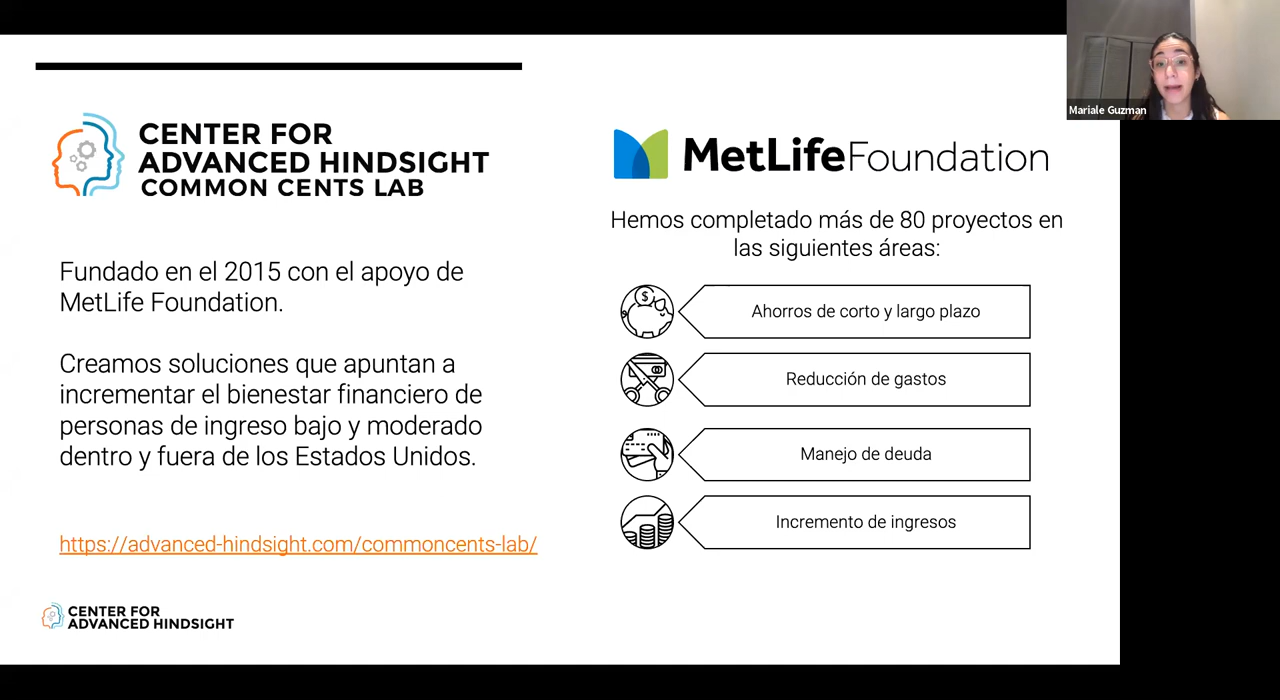 CENTER FOR
ADVANCED HINDSIGHT
COMMON CENTS LAB
Fundado en el 2015 con el apoyo de
MetLife Foundation.
Creamos soluciones que apuntan a
incrementar el bienestar financiero de
personas de ingreso bajo y moderado
dentro y fuera de los Estados Unidos.
https://advanced-hindsight.com/commoncents-lab/
CENTER FOR
ADVANCED HINDSIGHT
MetLife Foundation
Hemos completado más de 80 proyectos en
las siguientes áreas:
$
Ahorros de corto y largo plazo
Reducción de gastos
Manejo de deuda
Incremento de ingresos
Mariale Guzman